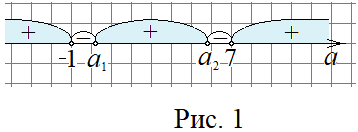 + − + − +
-1 a₁ a₂ 7 a
Рис. 1